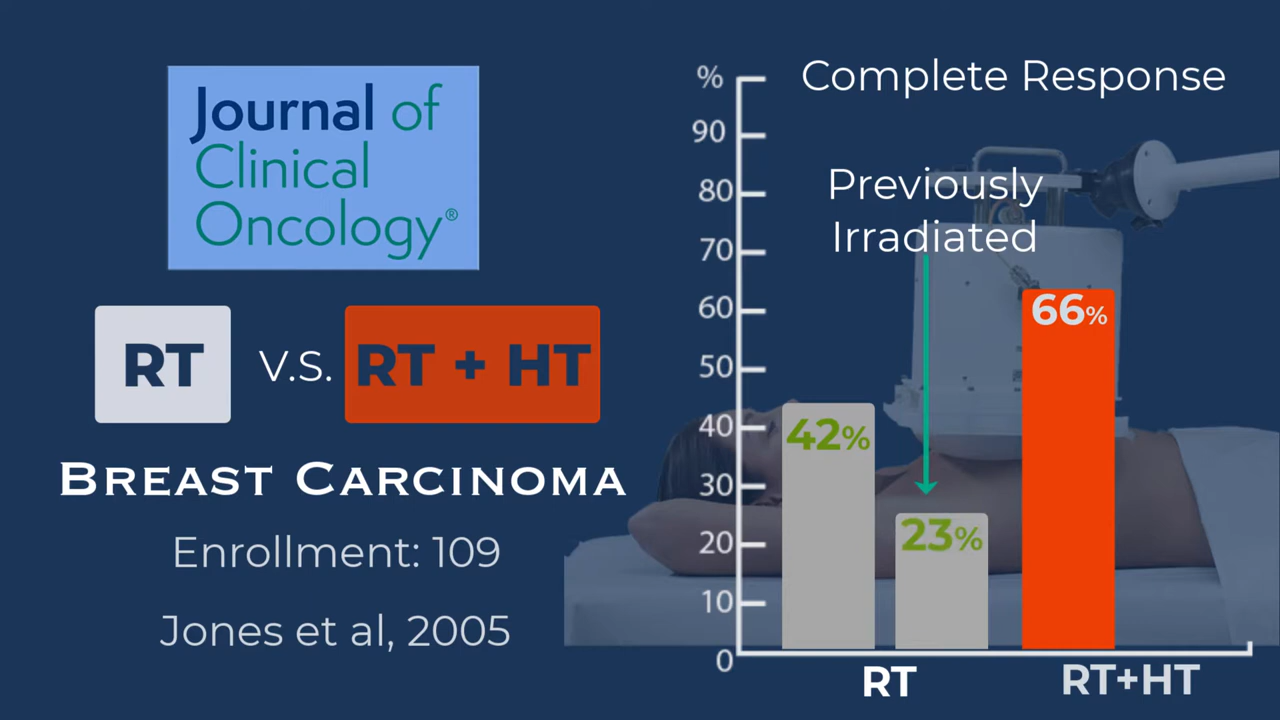 Journal of
Clinical
Oncology®
RT V.S. RT + HT
BREAST CARCINOMA
Enrollment: 109
Jones et al, 2005
Complete Response
%
90
80
70
60
50
40
30
20
10
0
Previously
Irradiated
42%
23%
66%
RT
RT+HT